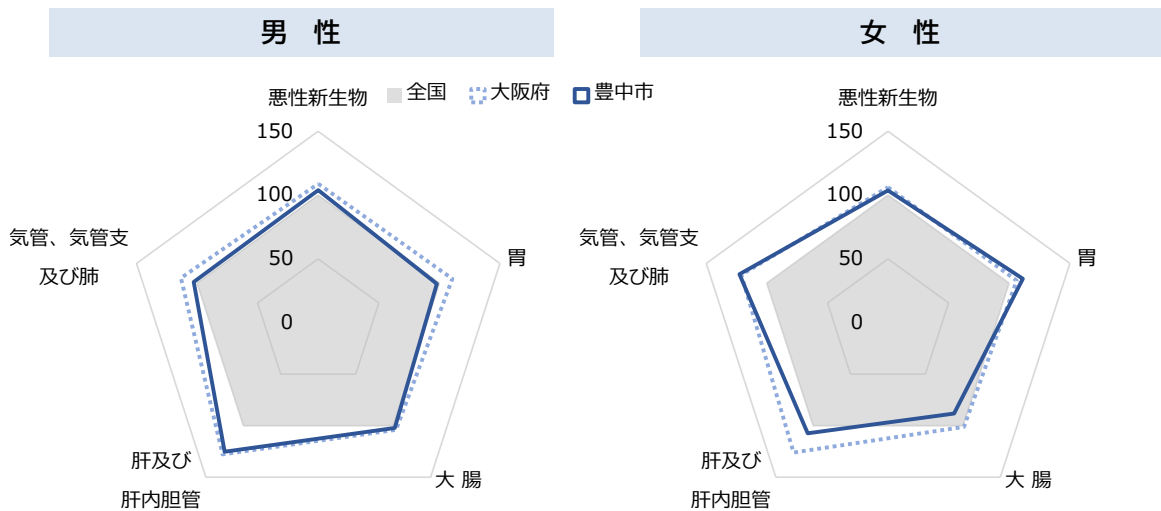 男 性
悪性新生物
全国
大阪府
豊中市
150
100
50
0
胃
大 腸
肝及び
肝内胆管
気管、気管支
及び肺
女 性
悪性新生物
150
100
50
0
胃
大 腸
肝及び
肝内胆管
気管、気管支
及び肺